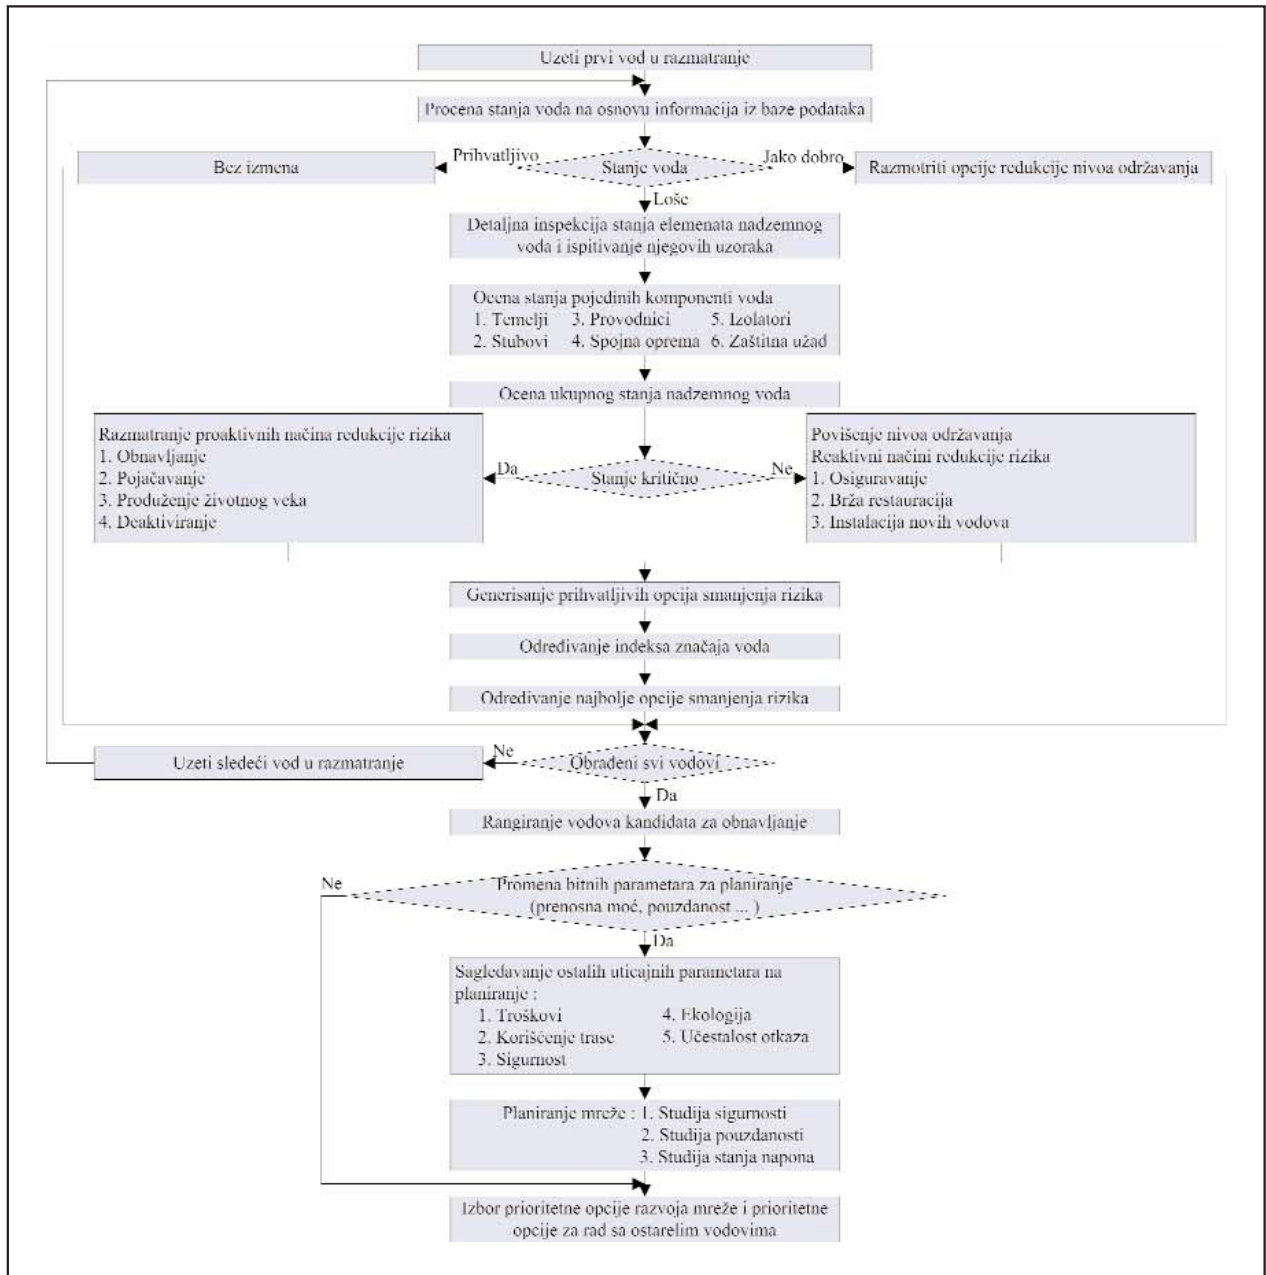 Uzeti prvi vod u razmatranje
Procena stanja voda na osnovu informacija iz baze podataka
Bez izmena
Prihvatljivo
Stanje voda
Jako dobro
Razmotriti opcije redukcije nivoa održavanja
Loše
Detaljna inspekcija stanja elemenata nadzemnog
voda i ispitivanje njegovih uzoraka
Ocena stanja pojedinih komponenti voda
1. Temelji 3. Provodnici 5. Izolatori
2. Stubovi 4. Spojna oprema 6. Zaštitna užad
Ocena ukupnog stanja nadzemnog voda
Razmatranje proaktivnih načina redukcije rizika
1. Obnavljanje
2. Pojačavanje
3. Produženje životnog veka
4. Deaktiviranje
Da
Stanje kritično
Ne
Povišenje nivoa održavanja
Reaktivni načini redukcije rizika
1. Osiguravanje
2. Brža restauracija
3. Instalacija novih vodova
Generisanje prihvatljivih opcija smanjenja rizika
Određivanje indeksa značaja voda
Određivanje najbolje opcije smanjenja rizika
Uzeti sledeći vod u razmatranje
Ne
Obrađeni svi vodovi
Da
Rangiranje vodova kandidata za obnavljanje
Ne
Promena bitnih parametara za planiranje
(prenosna moć, pouzdanost ... )
Da
Sagledavanje ostalih uticajnih parametara na
planiranje :
1. Troškovi 4. Ekologija
2. Korišćenje trase 5. Učestalost otkaza
3. Sigurnost
Planiranje mreže : 1. Studija sigurnosti
2. Studija pouzdanosti
3. Studija stanja napona
Izbor prioritetne opcije razvoja mreže i prioritetne
opcije za rad sa ostarelim vodovima